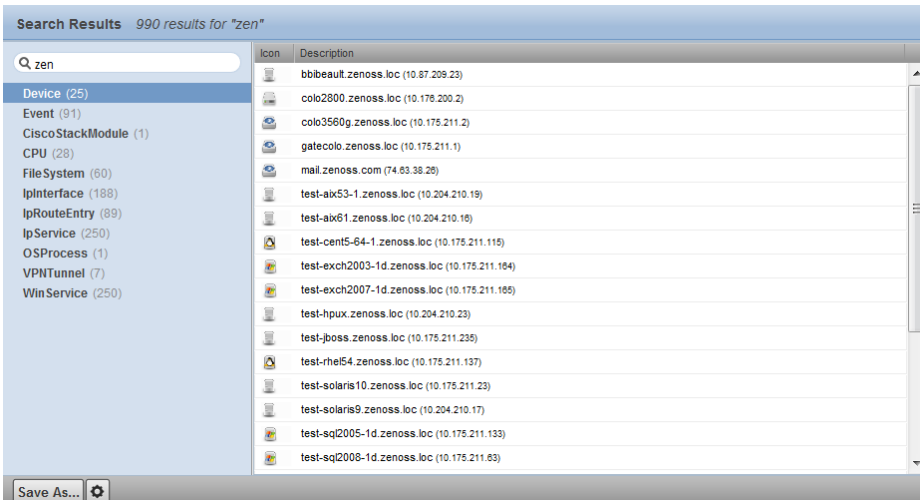 Search Results 990 results for "zen"
zen
Device (25)
Event (91)
CiscoStackModule (1)
CPU (28)
FileSystem (60)
IpInterface (188)
IpRouteEntry (89)
IpService (250)
OSProcess (1)
VPNTunnel (7)
WinService (250)
Icon Description
bbibeault.zenoss.loc (10.87.209.23)
colo2800.zenoss.loc (10.176.200.2)
colo3560g.zenoss.loc (10.175.211.2)
gatecolo.zenoss.loc (10.175.211.1)
mail.zenoss.com (74.63.38.26)
test-aix53-1.zenoss.loc (10.204.210.19)
test-aix61.zenoss.loc (10.204.210.16)
test-cent5-64-1.zenoss.loc (10.175.211.115)
test-exch2003-1d.zenoss.loc (10.175.211.164)
test-exch2007-1d.zenoss.loc (10.175.211.165)
test-hpux.zenoss.loc (10.204.210.23)
test-jboss.zenoss.loc (10.175.211.235)
test-rhel54.zenoss.loc (10.175.211.137)
test-solaris10.zenoss.loc (10.175.211.23)
test-solaris9.zenoss.loc (10.204.210.17)
test-sql2005-1d.zenoss.loc (10.175.211.133)
test-sql2008-1d.zenoss.loc (10.175.211.63)
Save As...